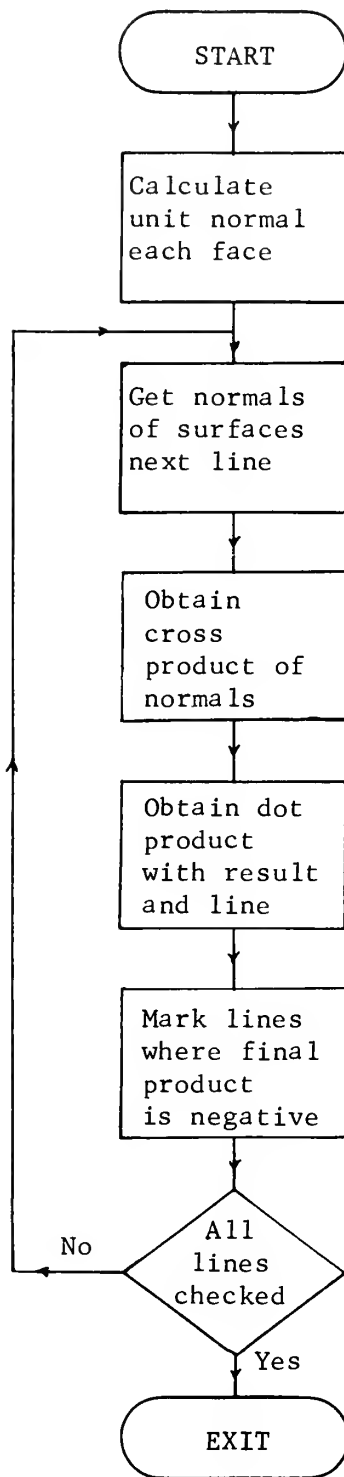 START
Calculate
unit normal
each face
Get normals
of surfaces
next line
Obtain
cross
product of
normals
Obtain dot
product
with result
and line
Mark lines
where final
product
is negative
All
lines
checked
No
Yes
EXIT